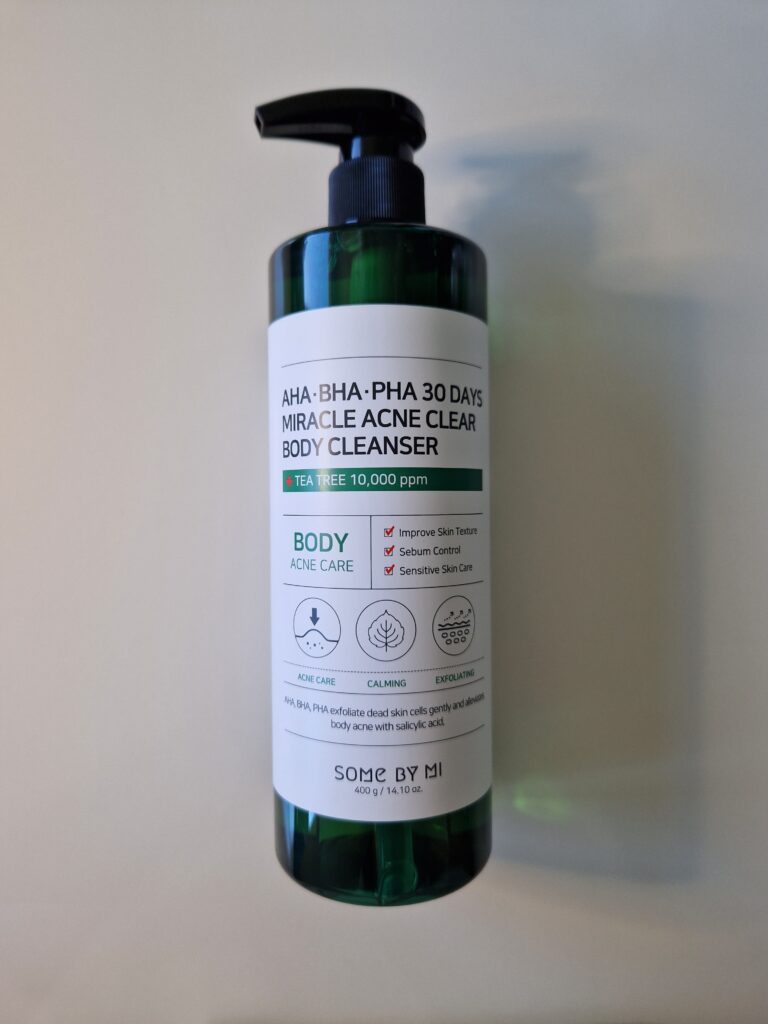 AHA·BHA·PHA 30 DAYS
MIRACLE ACNE CLEAR
BODY CLEANSER
+ TEA TREE 10,000 ppm
BODY
ACNE CARE
Improve Skin Texture
Sebum Control
Sensitive Skin Care
ACNE CARE
CALMING
EXFOLIATING
AHA, BHA, PHA exfoliate dead skin cells gently and alleviates
body acne with salicylic acid.
SOME BY MI
400 g / 14.10 oz.